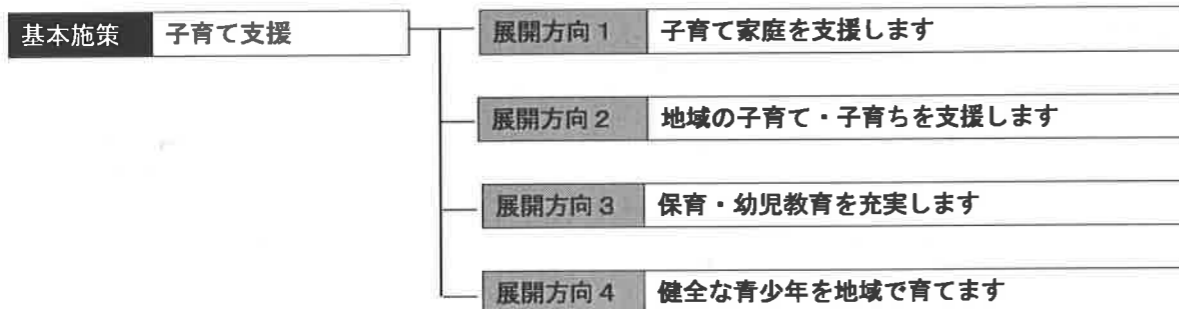 基本施策 子育て支援
展開方向1 子育て家庭を支援します
展開方向2 地域の子育て・子育ちを支援します
展開方向3 保育・幼児教育を充実します
展開方向4 健全な青少年を地域で育てます